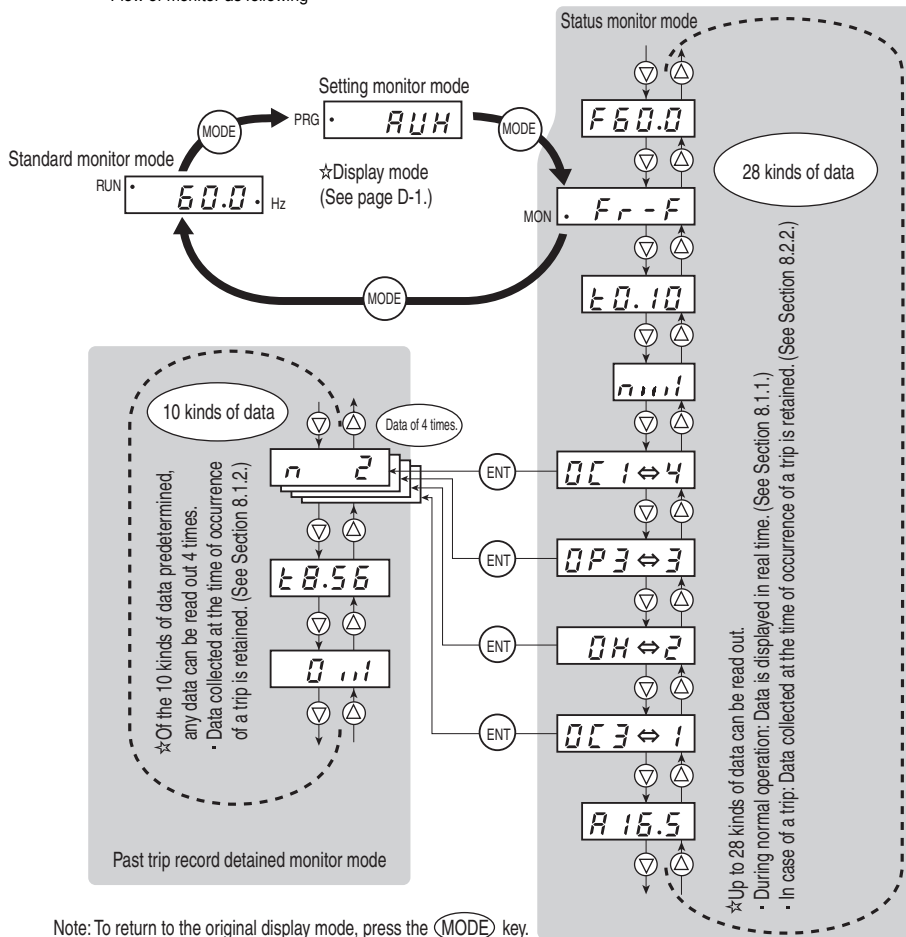 Flow of monitor as following
Status monitor mode
Setting monitor mode
MODE
PRG
AUH
MODE
Standard monitor mode
RUN
60.0
Hz
☆Display mode
(See page D-1.)
MODE
F60.0
28 kinds of data
MON
Fr-F
t0.10
10 kinds of data
Data of 4 times.
n 2
ENT
OC1⇔4
t8.56
ENT
OP3⇔3
ENT
OH⇔2
ENT
OC3⇔1
A16.5
☆Of the 10 kinds of data predetermined,
any data can be read out 4 times.
- Data collected at the time of occurrence
of a trip is retained. (See Section 8.1.2.)
☆Up to 28 kinds of data can be read out.
- During normal operation: Data is displayed in real time. (See Section 8.1.1.)
- In case of a trip: Data collected at the time of occurrence of a trip is retained. (See Section 8.2.2.)
Past trip record detained monitor mode
Note: To return to the original display mode, press the MODE key.